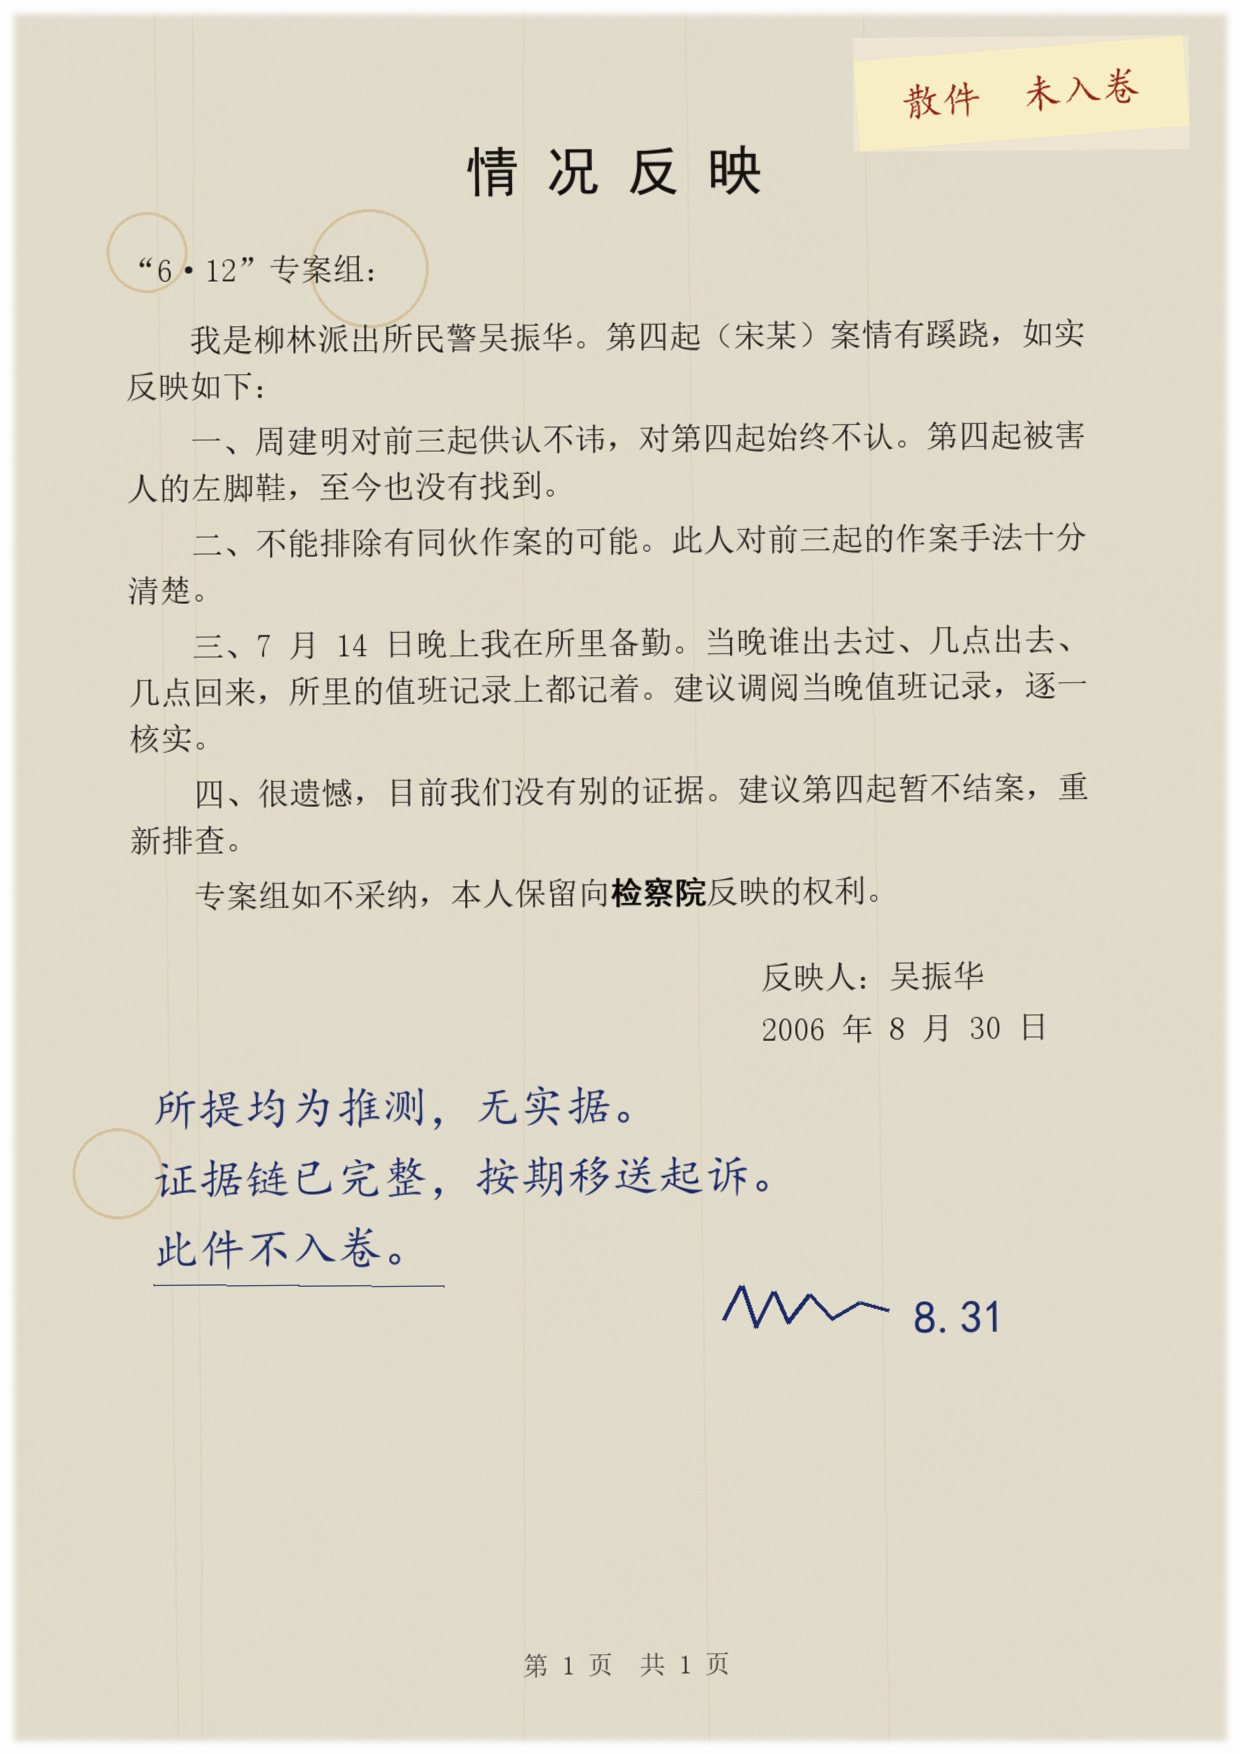 散件 未入卷
情况反映
“6·12”专案组：
我是柳林派出所民警吴振华。第四起（宋某）案情有蹊跷，如实
反映如下：
一、周建明对前三起供认不讳，对第四起始终不认。第四起被害
人的左脚鞋，至今也没有找到。
二、不能排除有同伙作案的可能。此人对前三起的作案手法十分
清楚。
三、7 月 14 日晚上我在所里备勤。当晚谁出去过、几点出去、
几点回来，所里的值班记录上都记着。建议调阅当晚值班记录，逐一
核实。
四、很遗憾，目前我们没有别的证据。建议第四起暂不结案，重
新排查。
专案组如不采纳，本人保留向检察院反映的权利。
反映人：吴振华
2006 年 8 月 30 日
所提均为推测，无实据。
证据链已完整，按期移送起诉。
此件不入卷。
8.31
第 1 页 共 1 页